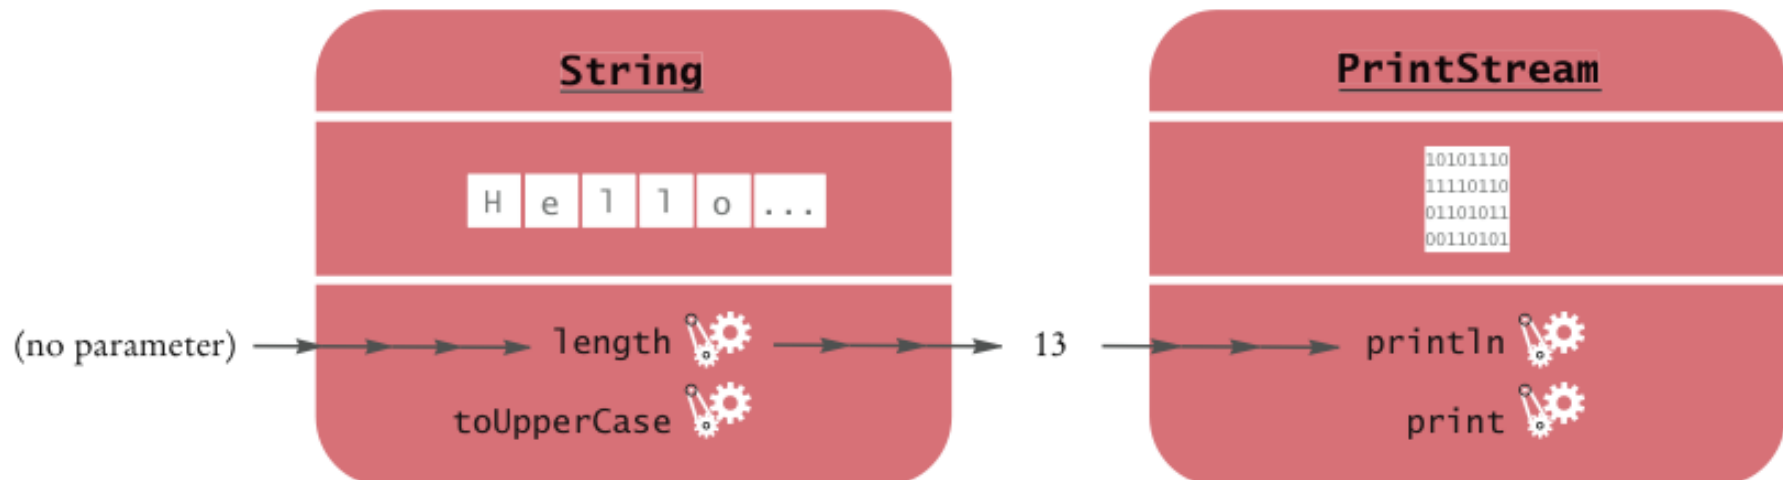 String
H e l l o ...
(no parameter) length 13
toUpperCase
PrintStream
10101110
11110110
01101011
00110101
println
print